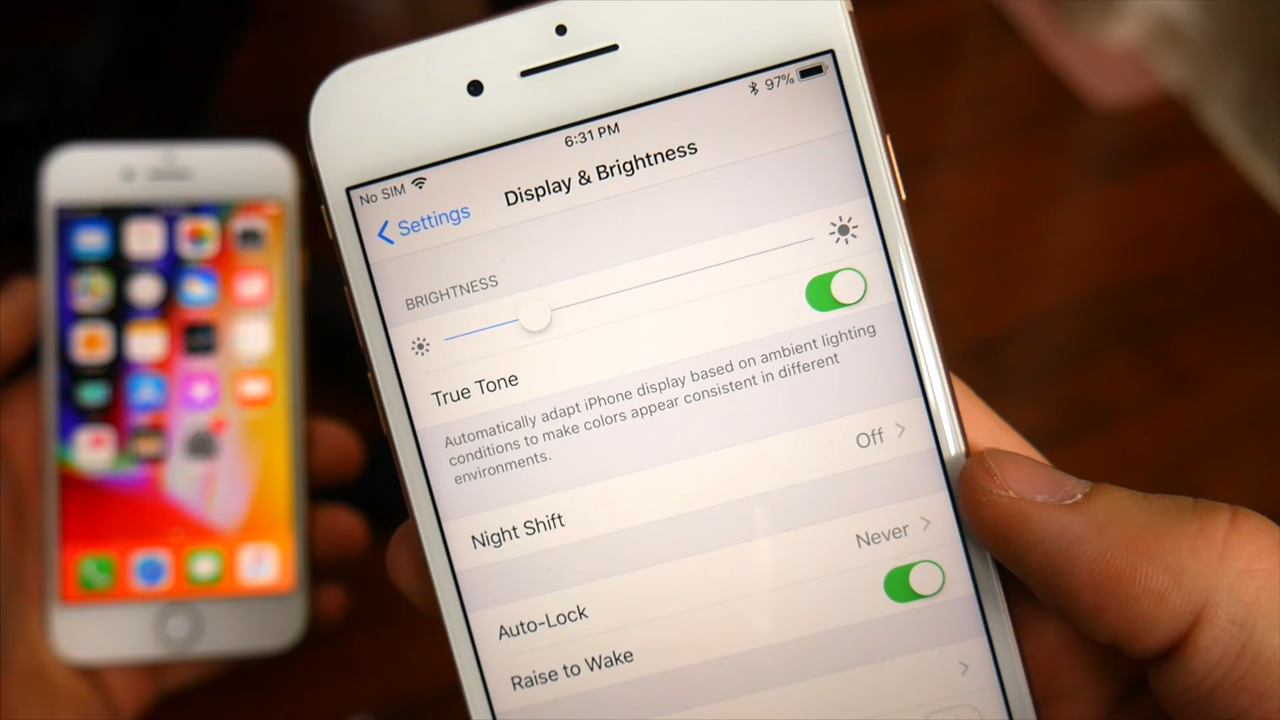 6:31 PM
97%
No SIM
Settings
Display & Brightness
BRIGHTNESS
True Tone
Automatically adapt iPhone display based on ambient lighting
conditions to make colors appear consistent in different
environments.
Night Shift
Off
Auto-Lock
Never
Raise to Wake